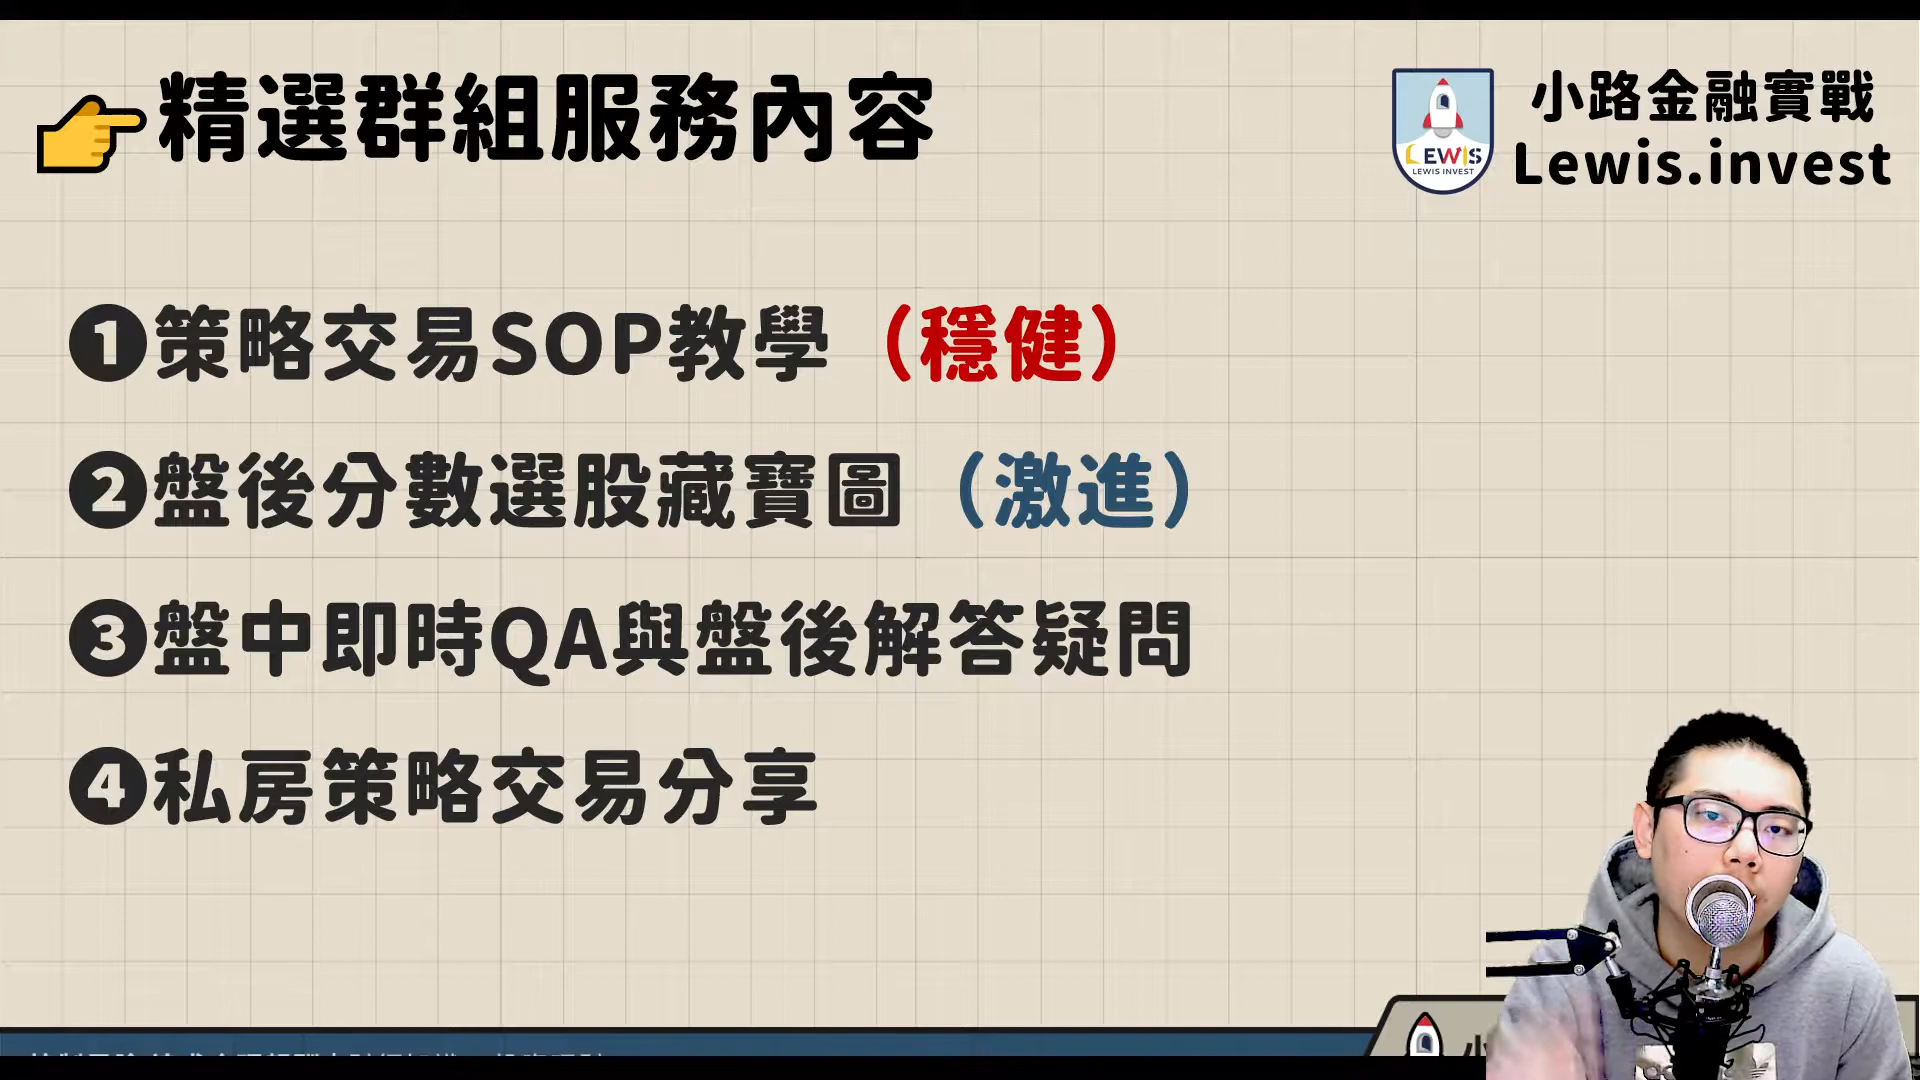 👉精選群組服務內容
小路金融實戰
Lewis.invest
LEWIS
LEWIS INVEST
❶策略交易SOP教學（穩健）
❷盤後分數選股藏寶圖（激進）
❸盤中即時QA與盤後解答疑問
❹私房策略交易分享
小